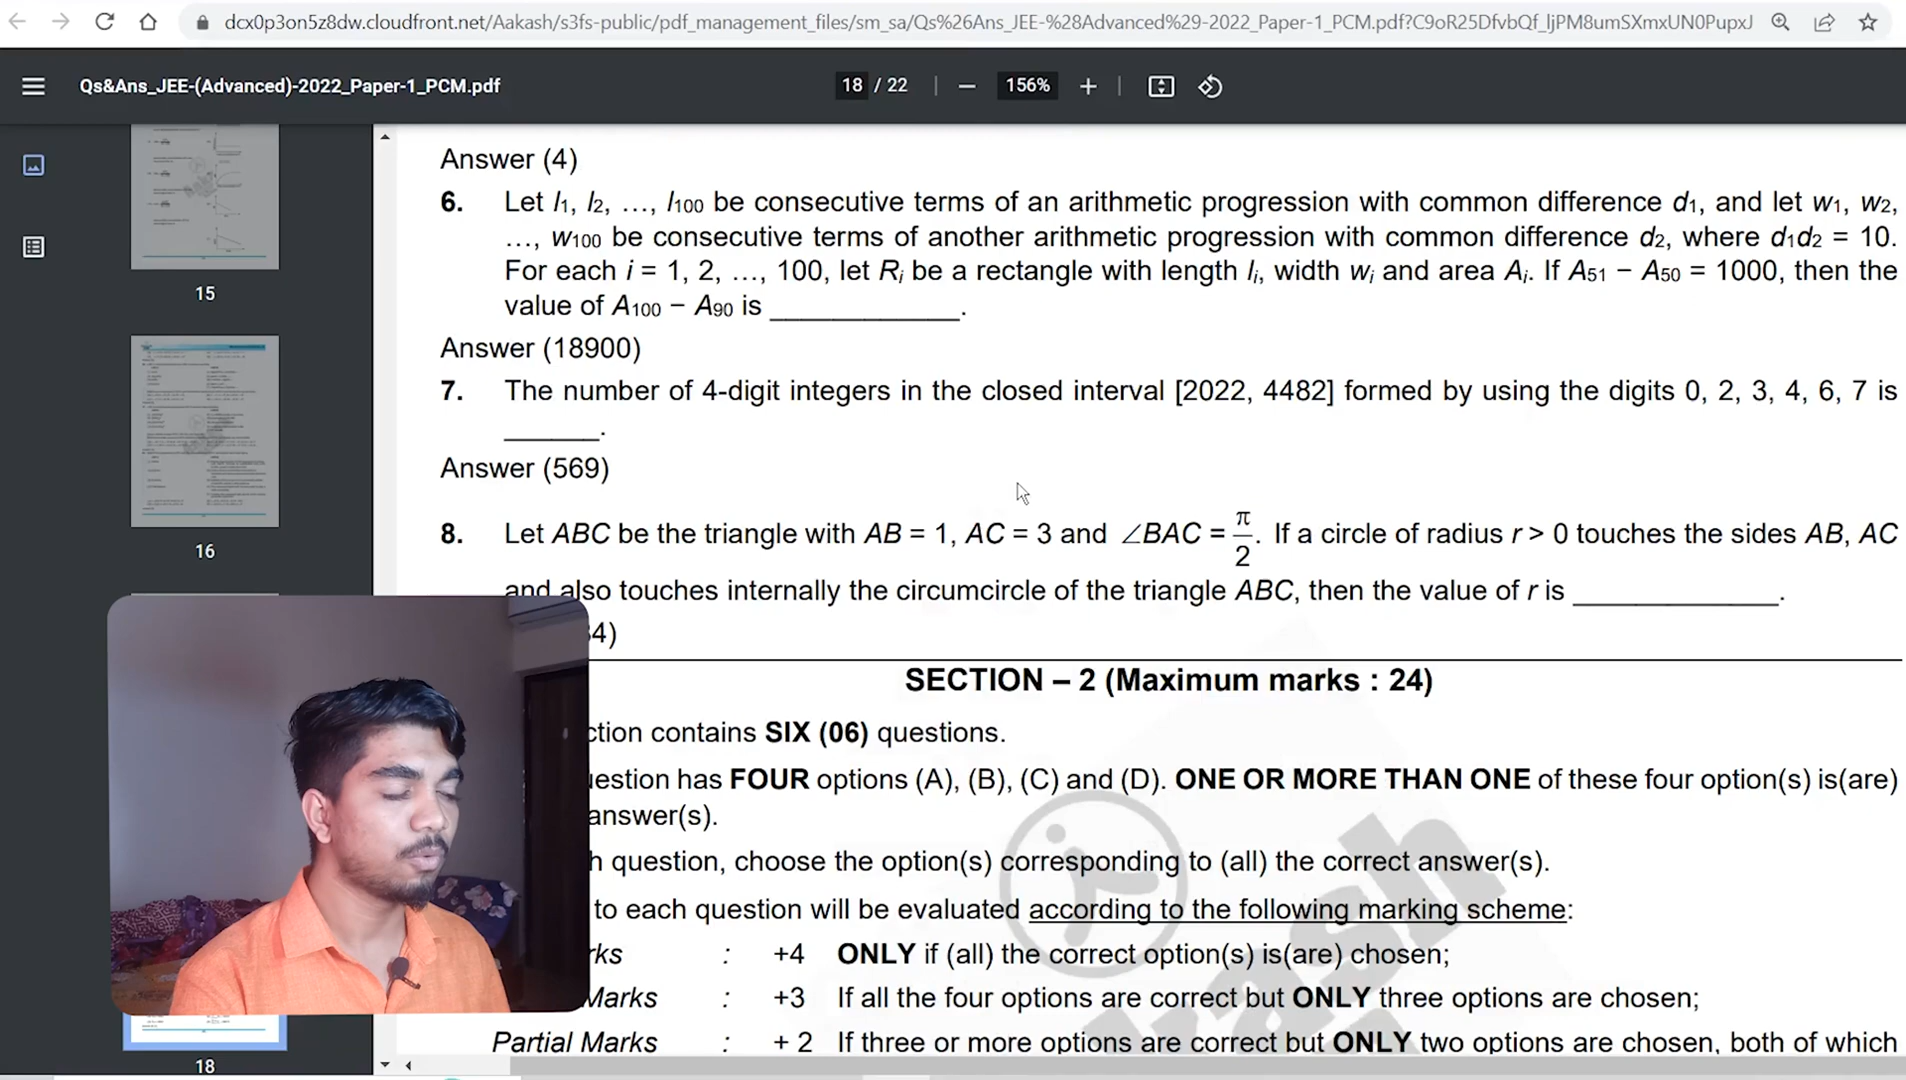 dcx0p3on5z8dw.cloudfront.net/Aakash/s3fs-public/pdf_management_files/sm_sa/Qs%26Ans_JEE-%28Advanced%29-2022_Paper-1_PCM.pdf?C9oR25DfvbQf_ljPM8umSXmxUN0PupxJ
Qs&Ans_JEE-(Advanced)-2022_Paper-1_PCM.pdf
18 / 22
156%
15
16
18
Answer (4)
6. Let l1, l2, …, l100 be consecutive terms of an arithmetic progression with common difference d1, and let w1, w2,
…, w100 be consecutive terms of another arithmetic progression with common difference d2, where d1d2 = 10.
For each i = 1, 2, …, 100, let Ri be a rectangle with length li, width wi and area Ai. If A51 − A50 = 1000, then the
value of A100 − A90 is ____________.
Answer (18900)
7. The number of 4-digit integers in the closed interval [2022, 4482] formed by using the digits 0, 2, 3, 4, 6, 7 is
______.
Answer (569)
8. Let ABC be the triangle with AB = 1, AC = 3 and ∠BAC = π/2. If a circle of radius r > 0 touches the sides AB, AC
and also touches internally the circumcircle of the triangle ABC, then the value of r is _____________.
4)
SECTION – 2 (Maximum marks : 24)
ction contains SIX (06) questions.
uestion has FOUR options (A), (B), (C) and (D). ONE OR MORE THAN ONE of these four option(s) is(are)
answer(s).
h question, choose the option(s) corresponding to (all) the correct answer(s).
to each question will be evaluated according to the following marking scheme:
rks : +4 ONLY if (all) the correct option(s) is(are) chosen;
Marks : +3 If all the four options are correct but ONLY three options are chosen;
Partial Marks : + 2 If three or more options are correct but ONLY two options are chosen, both of which